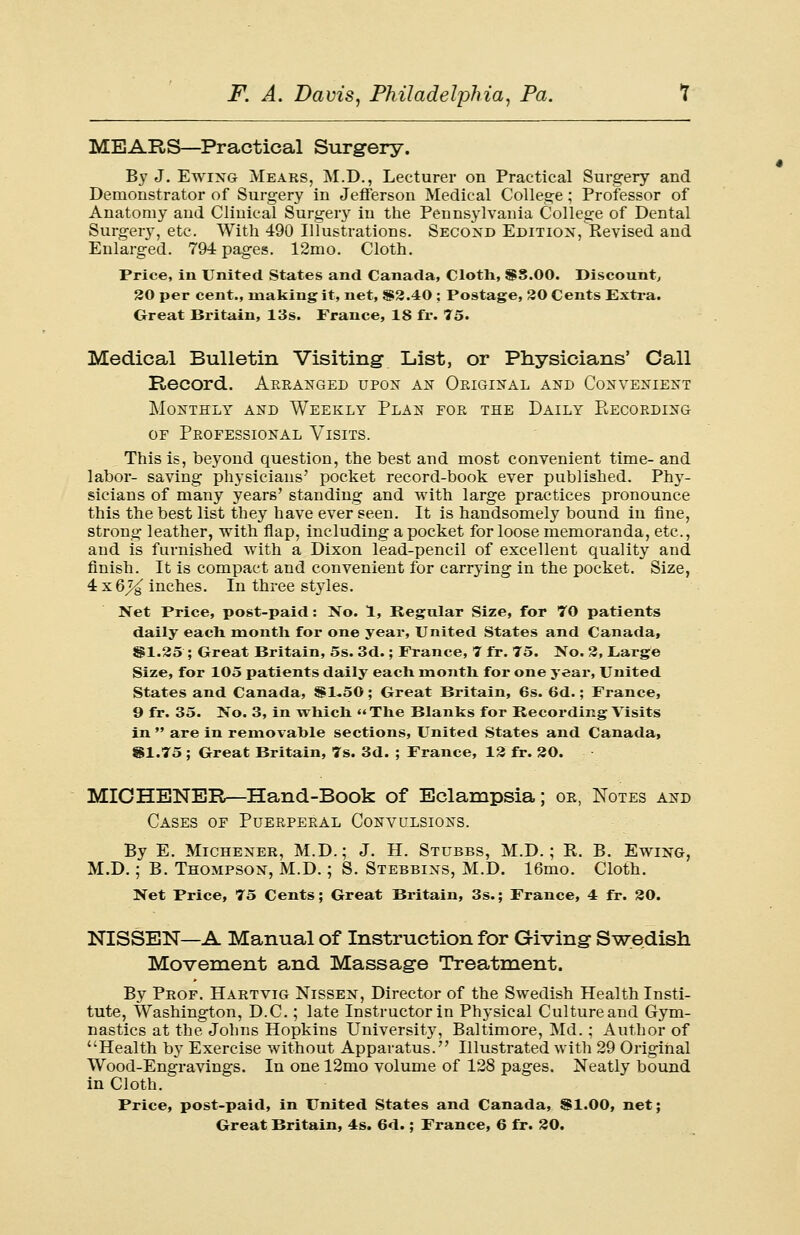 F. A. Davis, Philadelphia, Pa. 7
MEARS—Practical Surgery.
By J. Ewing Mears, M.D., Lecturer on Practical Surgery and
Demonstrator of Surgery in Jefferson Medical College; Professor of
Anatomy and Clinical Surgery in the Pennsylvania College of Dental
Surgery, etc. With 490 Illustrations. Second Edition, Revised and
Enlarged. 794 pages. 12mo. Cloth.
Price, in United States and Canada, Cloth, $3.00. Discount,
20 per cent., making it, net, $2.40; Postage, 20 Cents Extra.
Great Britain, 13s. France, 18 fr. 75.
Medical Bulletin Visiting List, or Physicians' Call
Record. Arranged upon an Original and Convenient
Monthly and Weekly Plan for the Daily Recording
of Professional Visits.
This is, beyond question, the best and most convenient time- and
labor- saving physicians' pocket record-book ever published. Phy-
sicians of many years' standing and with large practices pronounce
this the best list they have ever seen. It is handsomely bound in fine,
strong leather, with flap, including a pocket for loose memoranda, etc.,
and is furnished with a Dixon lead-pencil of excellent quality and
finish. It is compact and convenient for carrying in the pocket. Size,
4 x 6⅞ inches. In three styles.
Net Price, post-paid: No. 1, Regular Size, for 70 patients
daily each month for one year, United States and Canada,
$1.25; Great Britain, 5s. 3d.; France, 7 fr. 75. No. 2, Large
Size, for 105 patients daily each month for one year, United
States and Canada, $1.50; Great Britain, 6s. 6d.; France,
9 fr. 35. No. 3, in which "The Blanks for Recording Visits
in" are in removable sections, United States and Canada,
$1.75; Great Britain, 7s. 3d.; France, 12 fr. 20.
MICHENER—Hand-Book of Eclampsia; or, Notes and
Cases of Puerperal Convulsions.
By E. Michener, M.D.; J. H. Stubbs, M.D.; R. B. Ewing,
M.D.; B. Thompson, M.D.; S. Stebbins, M.D. 16mo. Cloth.
Net Price, 75 Cents; Great Britain, 3s.; France, 4 fr. 20.
NISSEN—A Manual of Instruction for Giving Swedish
Movement and Massage Treatment.
By Prof. Hartvig Nissen, Director of the Swedish Health Insti-
tute, Washington, D.C.; late Instructor in Physical Culture and Gym-
nastics at the Johns Hopkins University, Baltimore, Md.; Author of
"Health by Exercise without Apparatus." Illustrated with 29 Original
Wood-Engravings. In one 12mo volume of 128 pages. Neatly bound
in Cloth.
Price, post-paid, in United States and Canada, $1.00, net;
Great Britain, 4s. 6d.; France, 6 fr. 20.